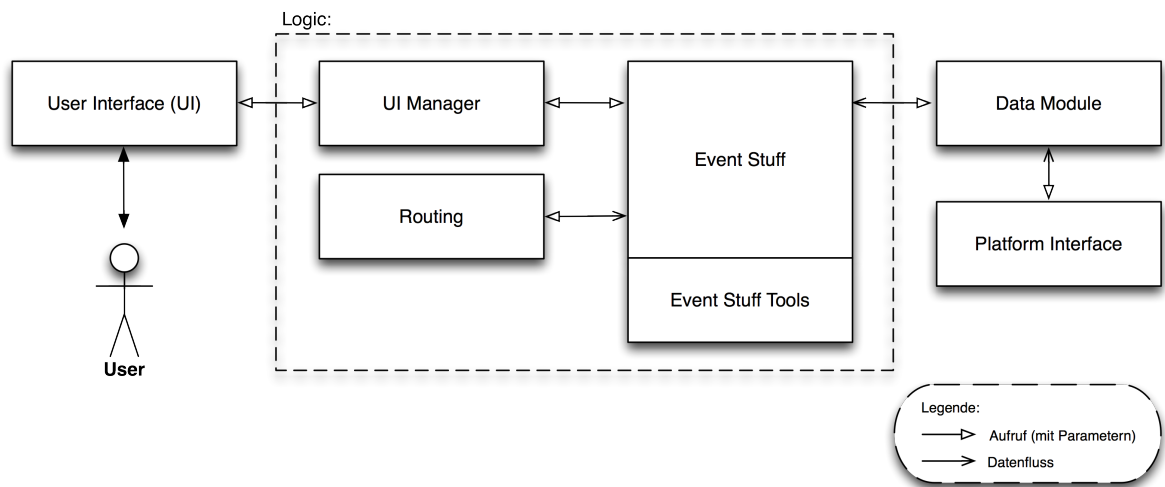 Logic:
User Interface (UI)
UI Manager
Data Module
Event Stuff
Routing
Platform Interface
Event Stuff Tools
User
Legende:
Aufruf (mit Parametern)
Datenfluss